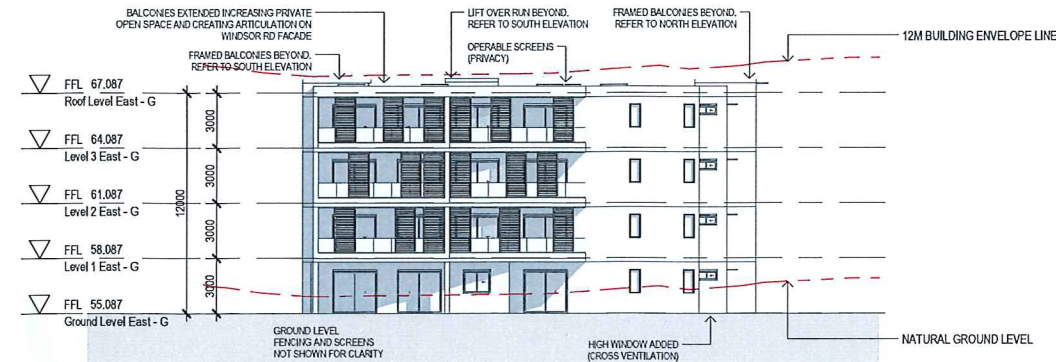 BALCONIES EXTENDED INCREASING PRIVATE
OPEN SPACE AND CREATING ARTICULATION ON
WINDSOR RD FACADE
FRAMED BALCONIES BEYOND.
REFER TO SOUTH ELEVATION
LIFT OVER RUN BEYOND.
REFER TO SOUTH ELEVATION
OPERABLE SCREENS
(PRIVACY)
FRAMED BALCONIES BEYOND.
REFER TO NORTH ELEVATION
12M BUILDING ENVELOPE LINE
FFL 67.087
Roof Level East - G
FFL 64.087
Level 3 East - G
FFL 61.087
Level 2 East - G
FFL 58.087
Level 1 East - G
FFL 55.087
Ground Level East - G
12000
3000
3000
3000
3000
GROUND LEVEL
FENCING AND SCREENS
NOT SHOWN FOR CLARITY
HIGH WINDOW ADDED
(CROSS VENTILATION)
NATURAL GROUND LEVEL